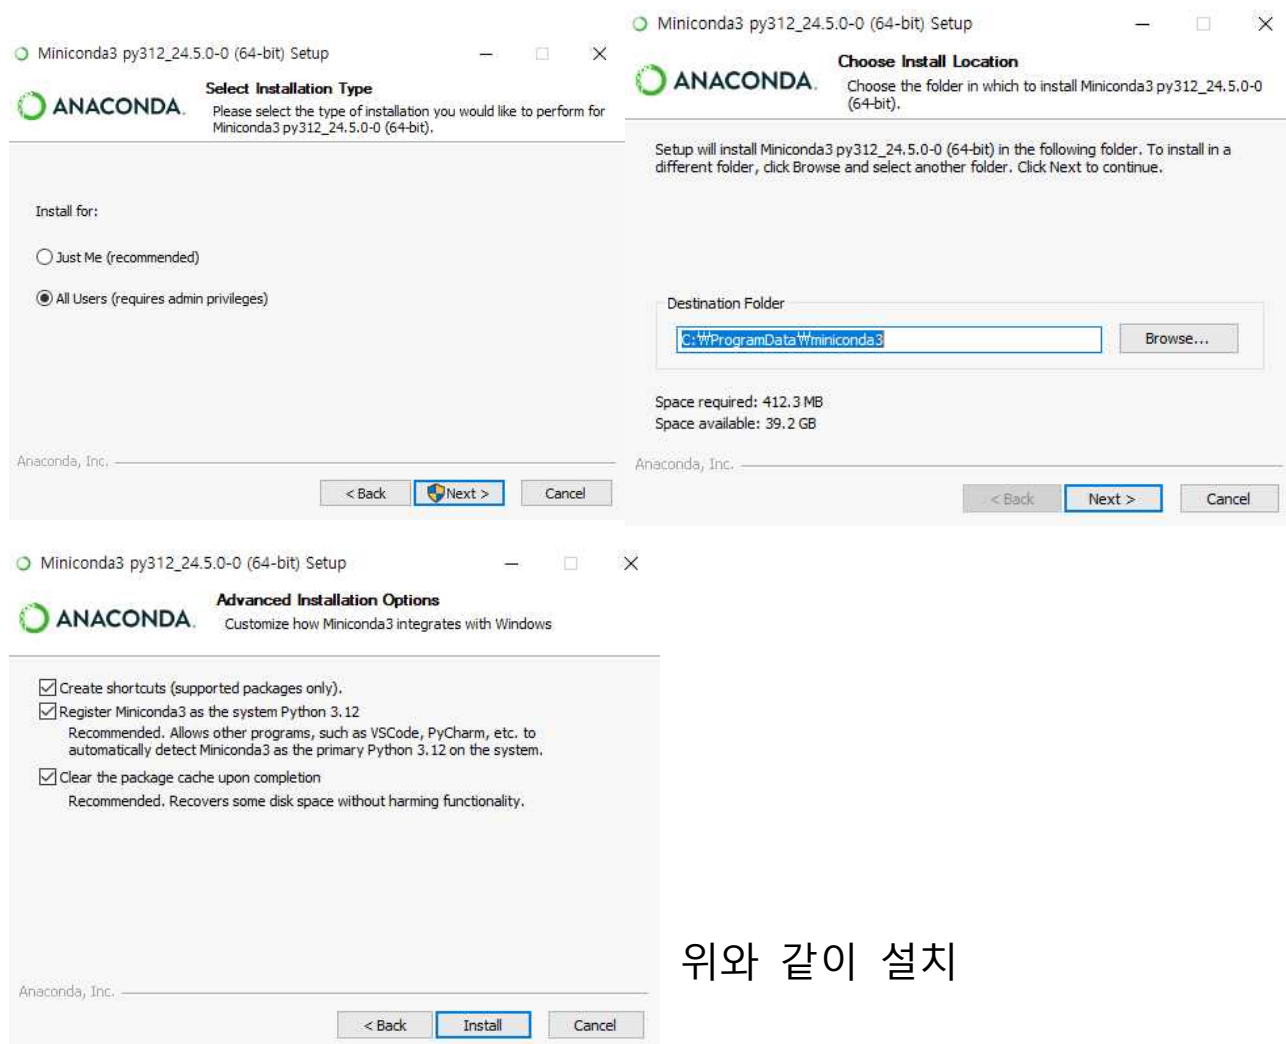 Miniconda3 py312_24.5.0-0 (64-bit) Setup
ANACONDA.
Select Installation Type
Please select the type of installation you would like to perform for
Miniconda3 py312_24.5.0-0 (64-bit).
Install for:
Just Me (recommended)
All Users (requires admin privileges)
Anaconda, Inc.
< Back
Next >
Cancel
Miniconda3 py312_24.5.0-0 (64-bit) Setup
ANACONDA.
Choose Install Location
Choose the folder in which to install Miniconda3 py312_24.5.0-0
(64-bit).
Setup will install Miniconda3 py312_24.5.0-0 (64-bit) in the following folder. To install in a
different folder, click Browse and select another folder. Click Next to continue.
Destination Folder
C:₩ProgramData₩miniconda3
Browse...
Space required: 412.3 MB
Space available: 39.2 GB
Anaconda, Inc.
< Back
Next >
Cancel
Miniconda3 py312_24.5.0-0 (64-bit) Setup
ANACONDA.
Advanced Installation Options
Customize how Miniconda3 integrates with Windows
Create shortcuts (supported packages only).
Register Miniconda3 as the system Python 3.12
Recommended. Allows other programs, such as VSCode, PyCharm, etc. to
automatically detect Miniconda3 as the primary Python 3.12 on the system.
Clear the package cache upon completion
Recommended. Recovers some disk space without harming functionality.
Anaconda, Inc.
< Back
Install
Cancel
위와 같이 설치